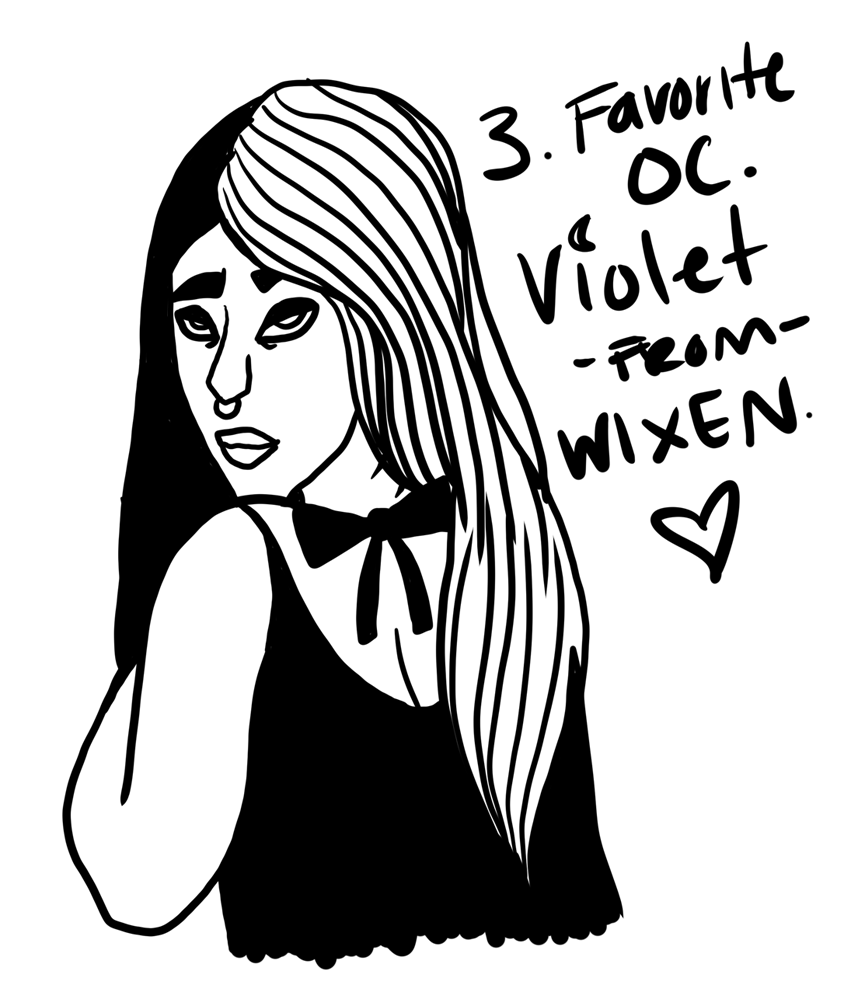 3. Favorite
OC.
Violet
-FROM-
WIXEN.